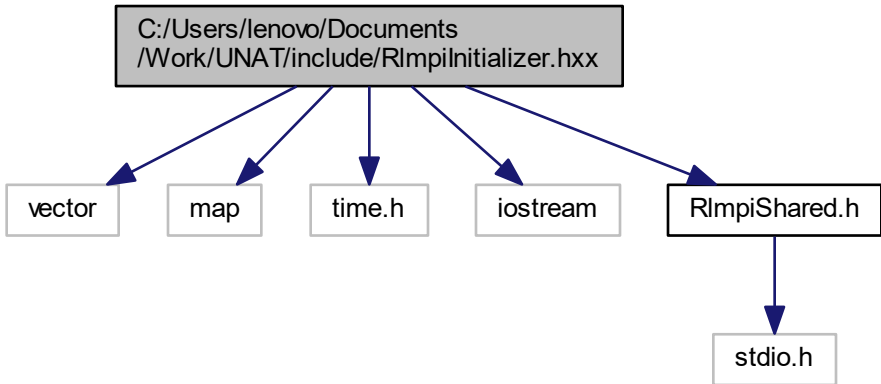 C:/Users/lenovo/Documents
/Work/UNAT/include/RlmpiInitializer.hxx
vector
map
time.h
iostream
RlmpiShared.h
stdio.h